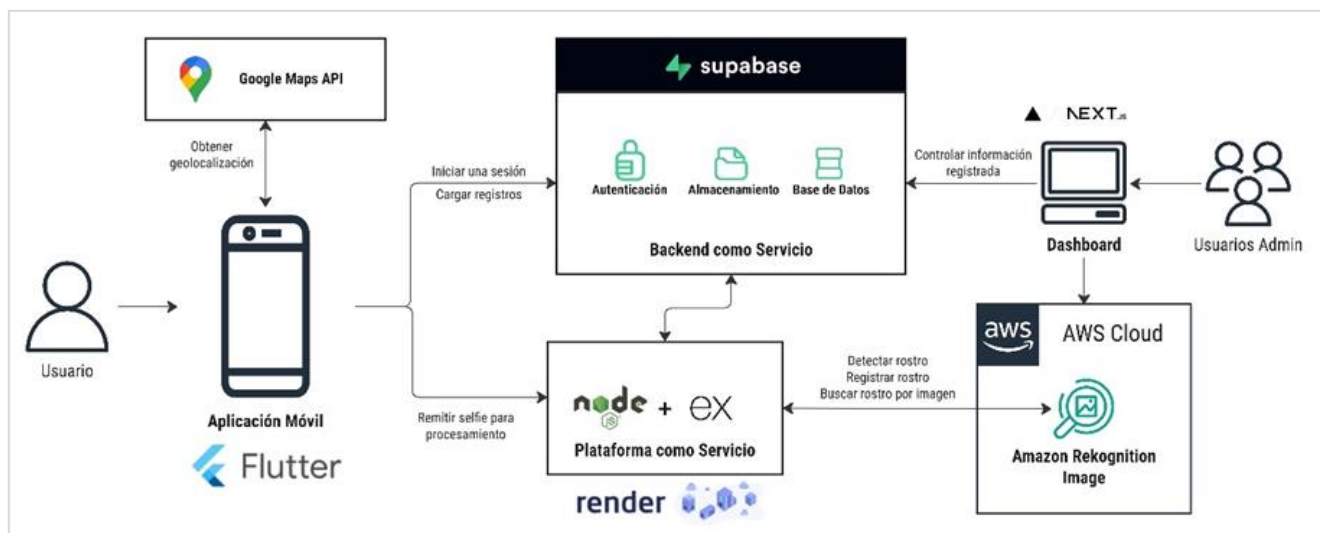 Google Maps API
Obtener
geolocalización
Usuario
Aplicación Móvil
Flutter
Iniciar una sesión
Cargar registros
Remitir selfie para
procesamiento
supabase
Autenticación
Almacenamiento
Base de Datos
Backend como Servicio
node + ex
JS
Plataforma como Servicio
render
Controlar información
registrada
NEXT.JS
Dashboard
Usuarios Admin
Detectar rostro
Registrar rostro
Buscar rostro por imagen
aws
AWS Cloud
Amazon Rekognition
Image